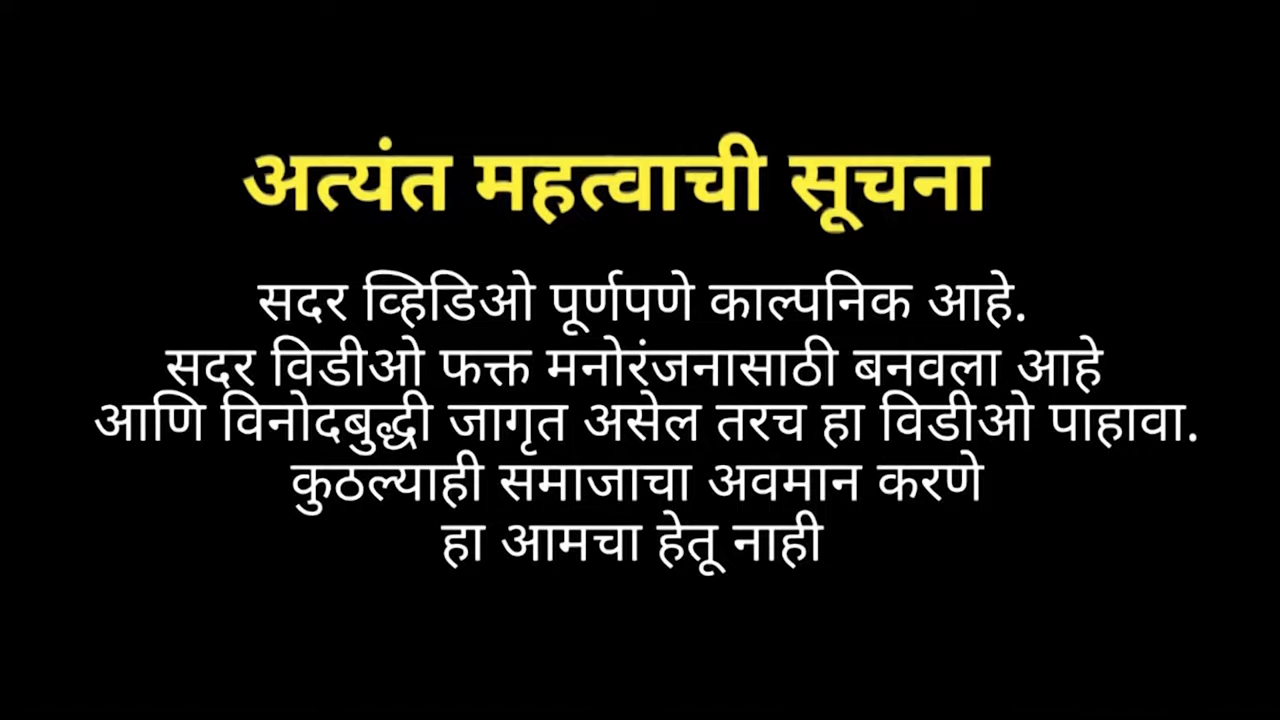 अत्यंत महत्वाची सूचना
सदर व्हिडिओ पूर्णपणे काल्पनिक आहे.
सदर विडीओ फक्त मनोरंजनासाठी बनवला आहे
आणि विनोदबुद्धी जागृत असेल तरच हा विडीओ पाहावा.
कुठल्याही समाजाचा अवमान करणे
हा आमचा हेतू नाही